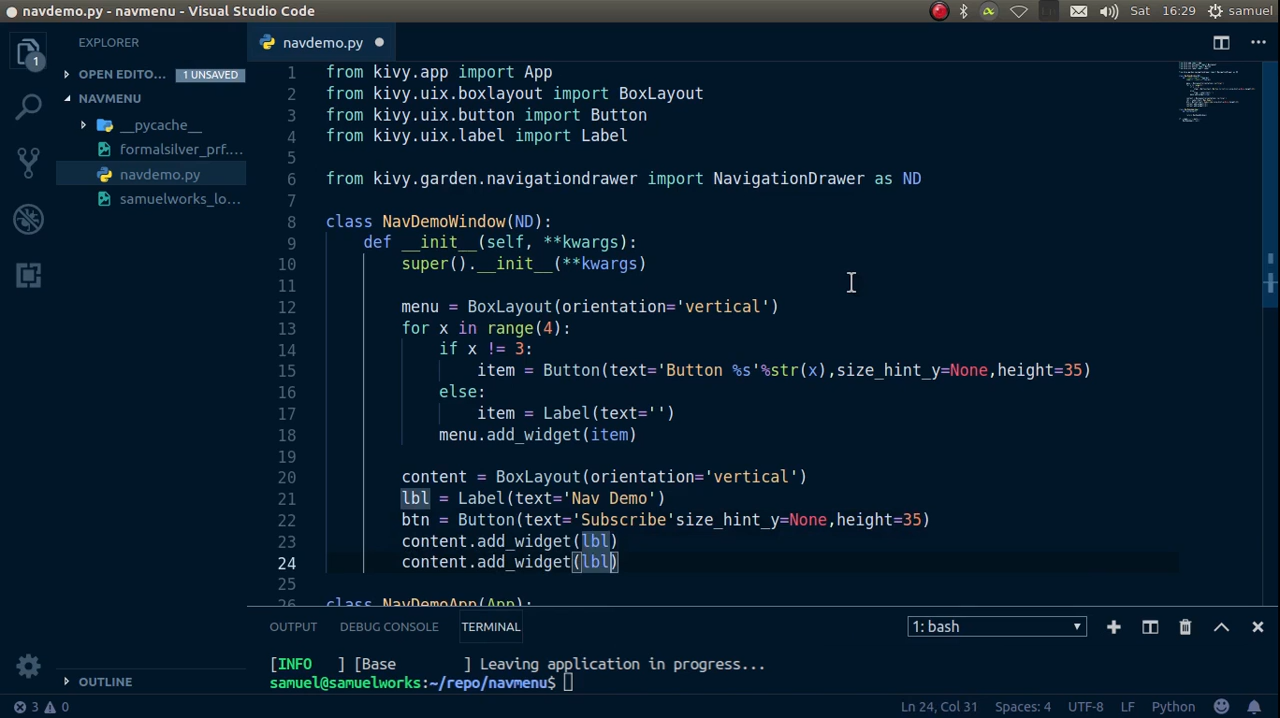 navdemo.py - navmenu - Visual Studio Code
Sat 16:29 samuel
EXPLORER
navdemo.py
1
OPEN EDITO... 1 UNSAVED
NAVMENU
__pycache__
formalsilver_prf....
navdemo.py
samuelworks_lo...
1 from kivy.app import App
2 from kivy.uix.boxlayout import BoxLayout
3 from kivy.uix.button import Button
4 from kivy.uix.label import Label
5
6 from kivy.garden.navigationdrawer import NavigationDrawer as ND
7
8 class NavDemoWindow(ND):
9 def __init__(self, **kwargs):
10 super().__init__(**kwargs)
11
12 menu = BoxLayout(orientation='vertical')
13 for x in range(4):
14 if x != 3:
15 item = Button(text='Button %s'%str(x),size_hint_y=None,height=35)
16 else:
17 item = Label(text='')
18 menu.add_widget(item)
19
20 content = BoxLayout(orientation='vertical')
21 lbl = Label(text='Nav Demo')
22 btn = Button(text='Subscribe'size_hint_y=None,height=35)
23 content.add_widget(lbl)
24 content.add_widget(lbl)
25
26 class NavDemoApp(App):
OUTPUT DEBUG CONSOLE TERMINAL 1: bash
[INFO ] [Base ] Leaving application in progress...
samuel@samuelworks:~/repo/navmenu$
OUTLINE
3 0 Ln 24, Col 31 Spaces: 4 UTF-8 LF Python